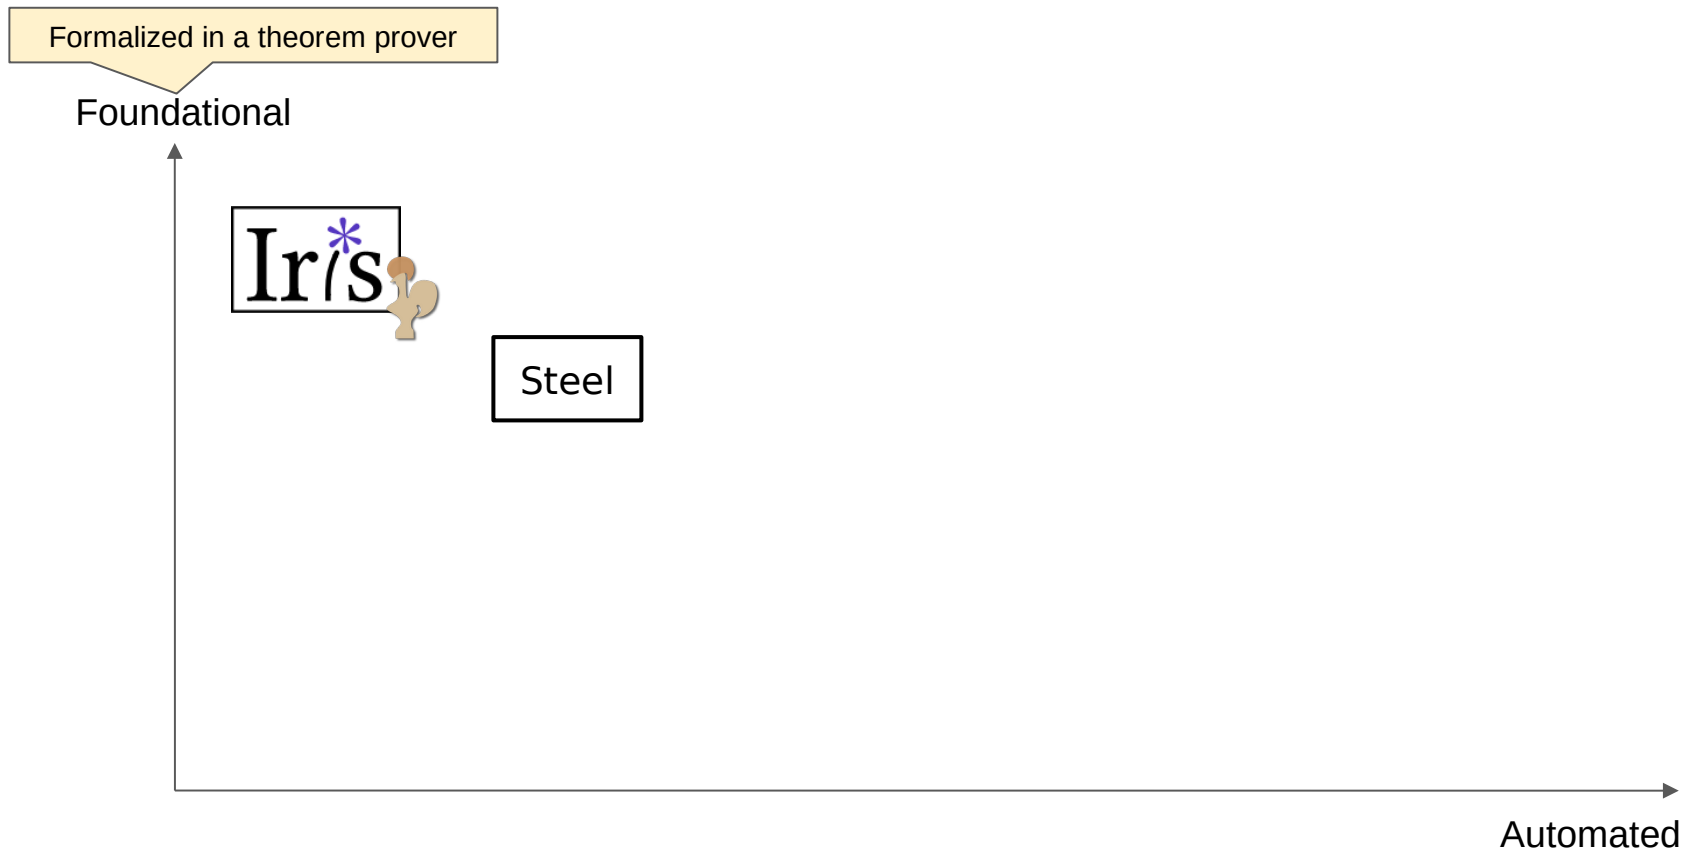 Formalized in a theorem prover
Foundational
Iris
Steel
Automated